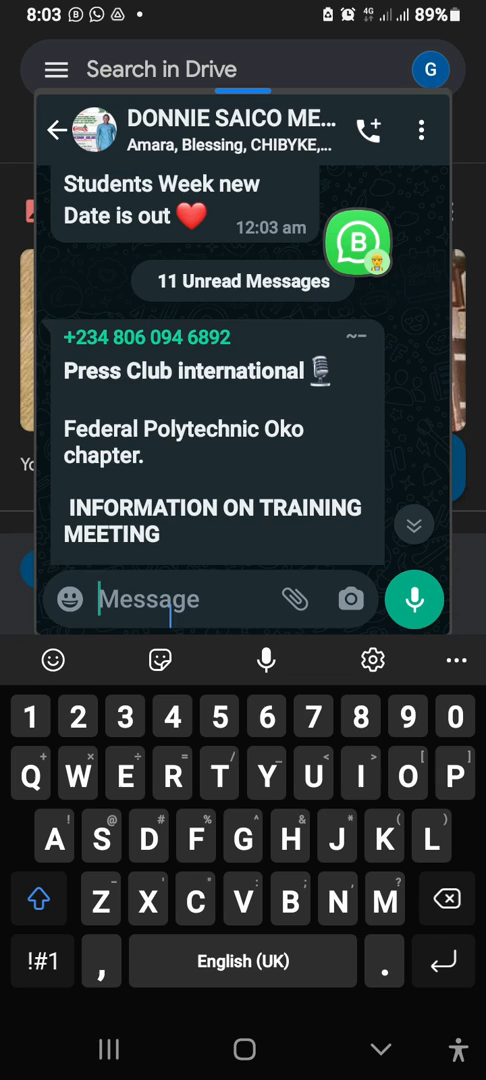 8:03 4G 89%
Search in Drive
G
DONNIE SAICO ME...
Amara, Blessing, CHIBYKE,...
Students Week new
Date is out ❤️
12:03 am
B
11 Unread Messages
+234 806 094 6892 ~-
Press Club international🎙️
Federal Polytechnic Oko
chapter.
INFORMATION ON TRAINING
MEETING
Message
1 2 3 4 5 6 7 8 9 0
+ × ÷ = / _ < > [ ]
Q W E R T Y U I O P
! @ # % ^ & * ( )
A S D F G H J K L
- ' " : ; , ?
Z X C V B N M
!#1 , English (UK) .